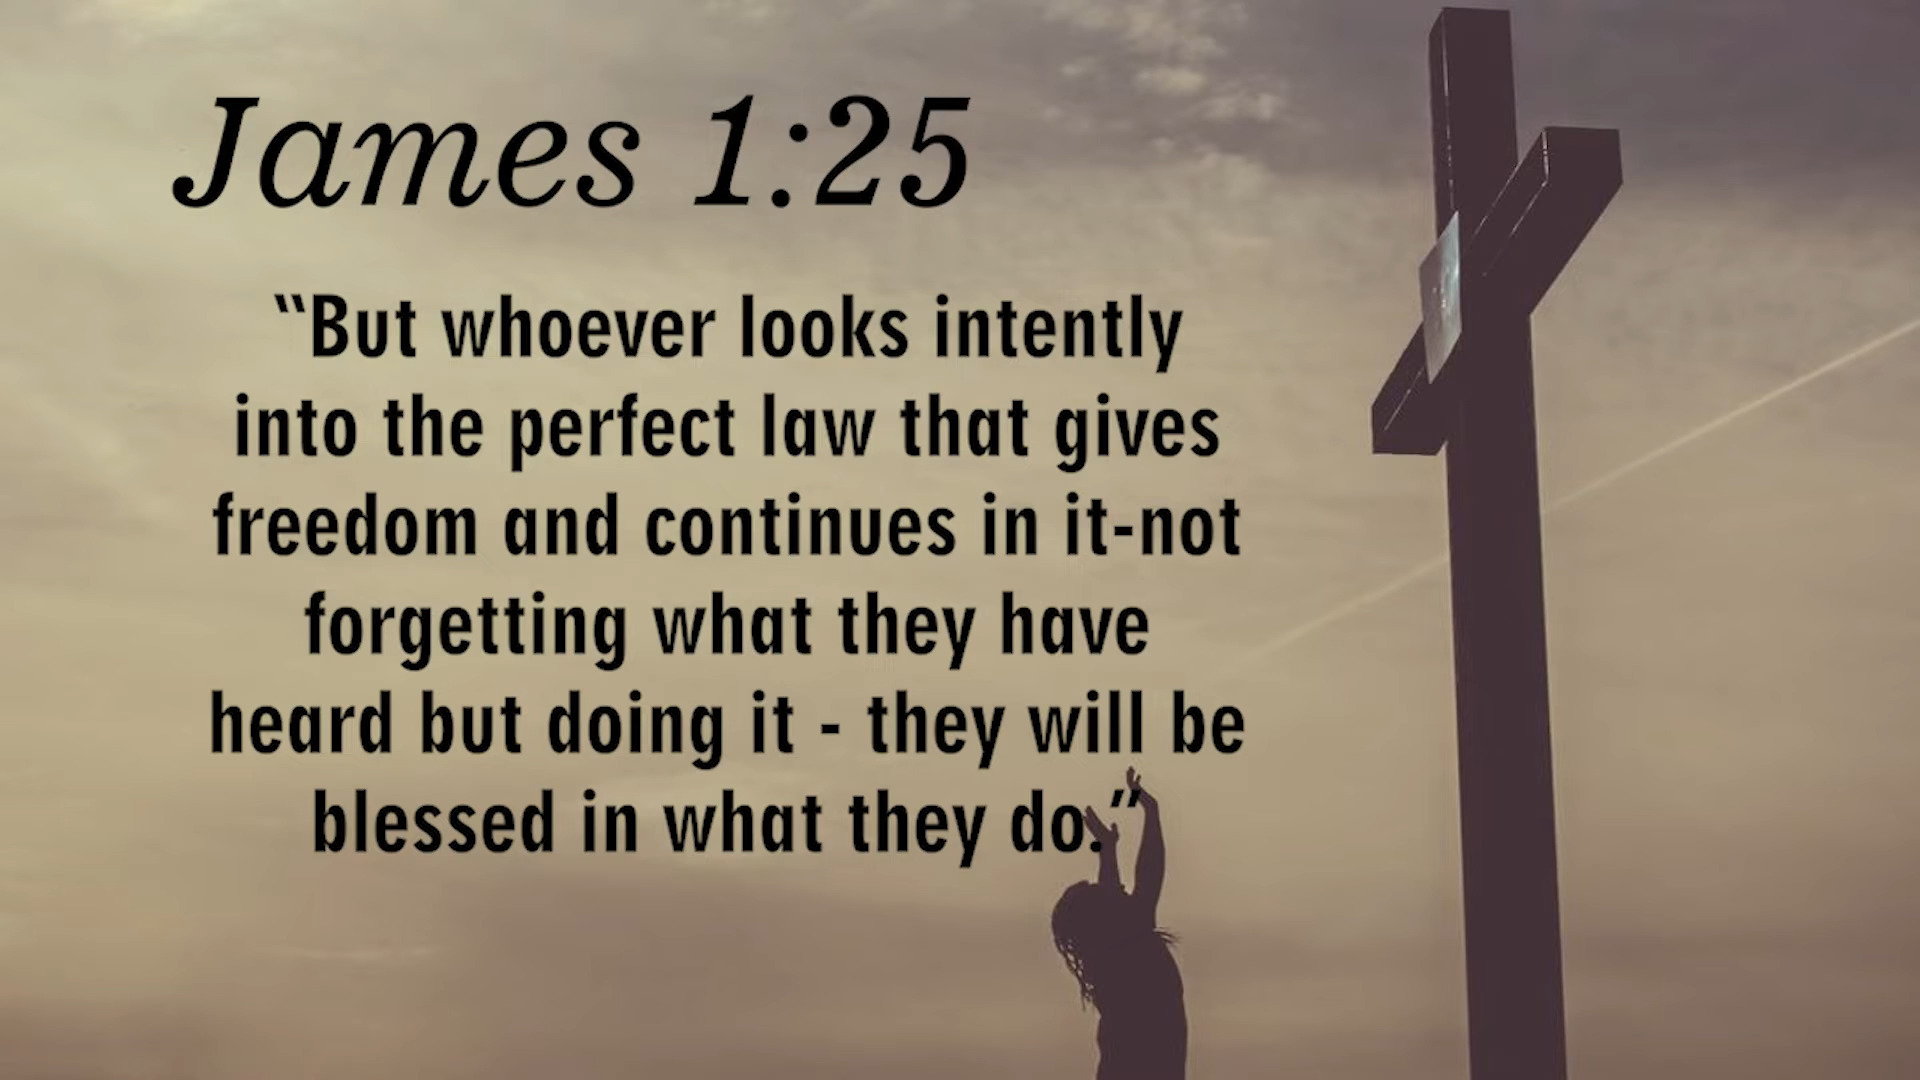 James 1:25
“But whoever looks intently
into the perfect law that gives
freedom and continues in it-not
forgetting what they have
heard but doing it - they will be
blessed in what they do.”